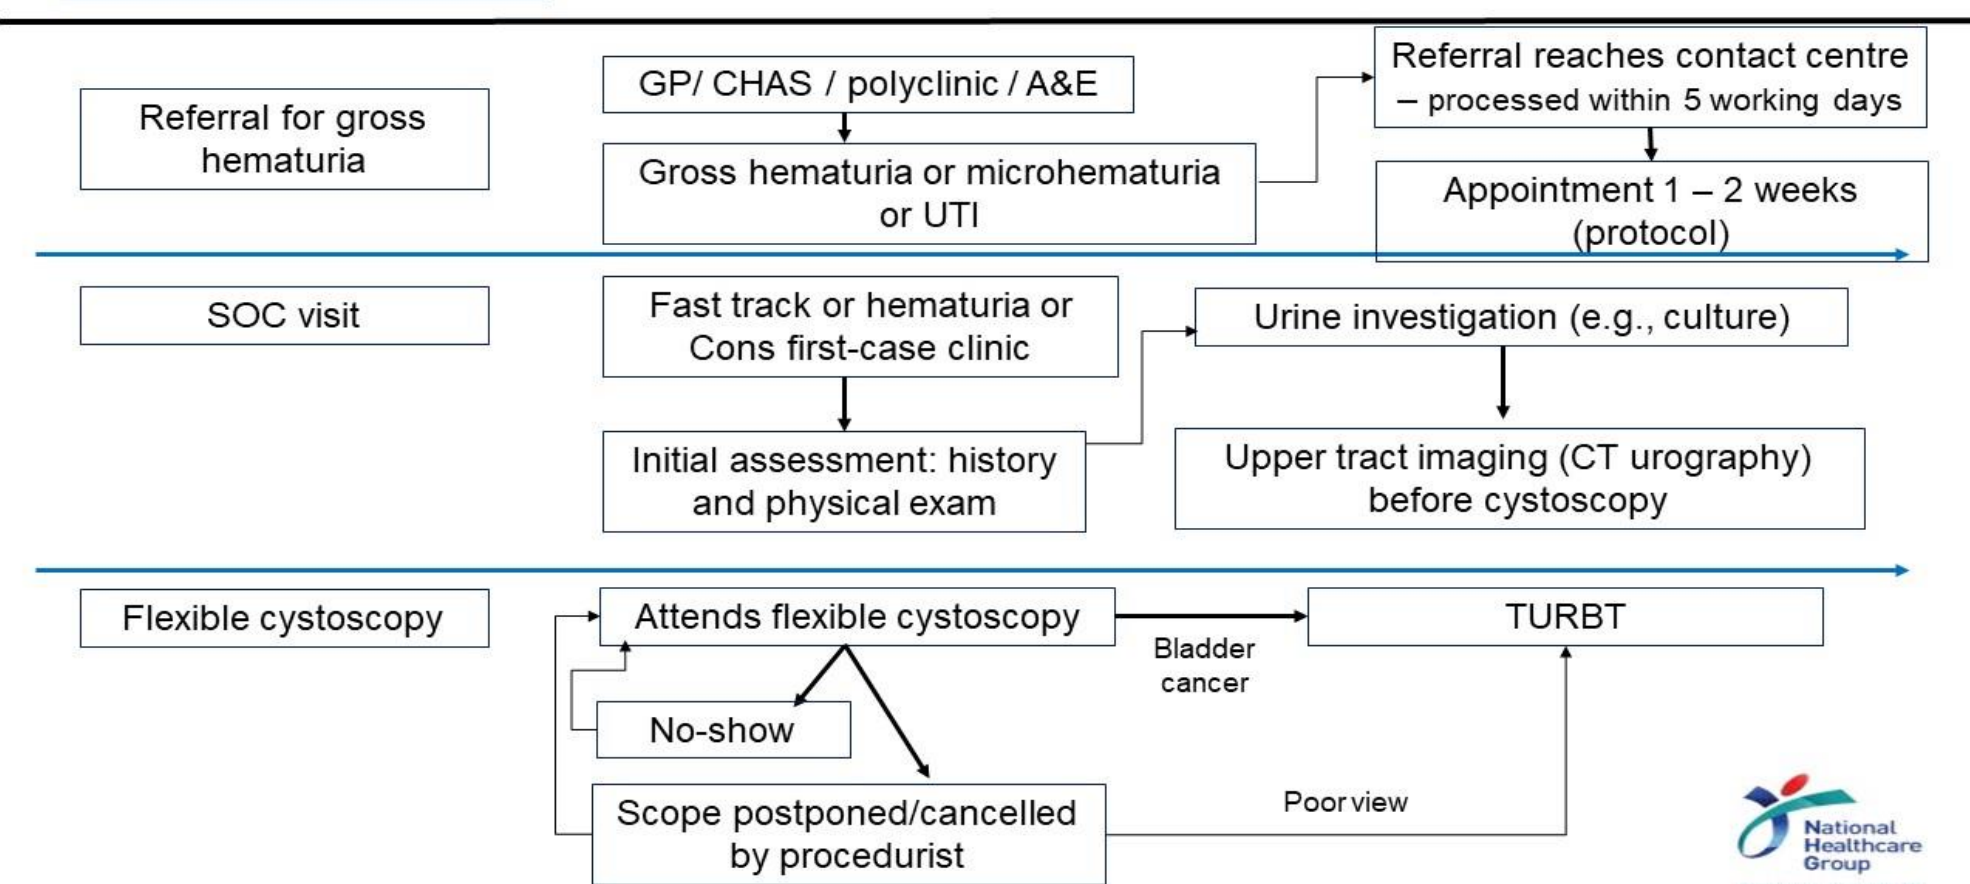 Referral for gross
hematuria
GP/ CHAS / polyclinic / A&E
Gross hematuria or microhematuria
or UTI
Referral reaches contact centre
– processed within 5 working days
Appointment 1 – 2 weeks
(protocol)
SOC visit
Fast track or hematuria or
Cons first-case clinic
Initial assessment: history
and physical exam
Urine investigation (e.g., culture)
Upper tract imaging (CT urography)
before cystoscopy
Flexible cystoscopy
Attends flexible cystoscopy
Bladder
cancer
TURBT
No-show
Scope postponed/cancelled
by procedurist
Poor view
National
Healthcare
Group